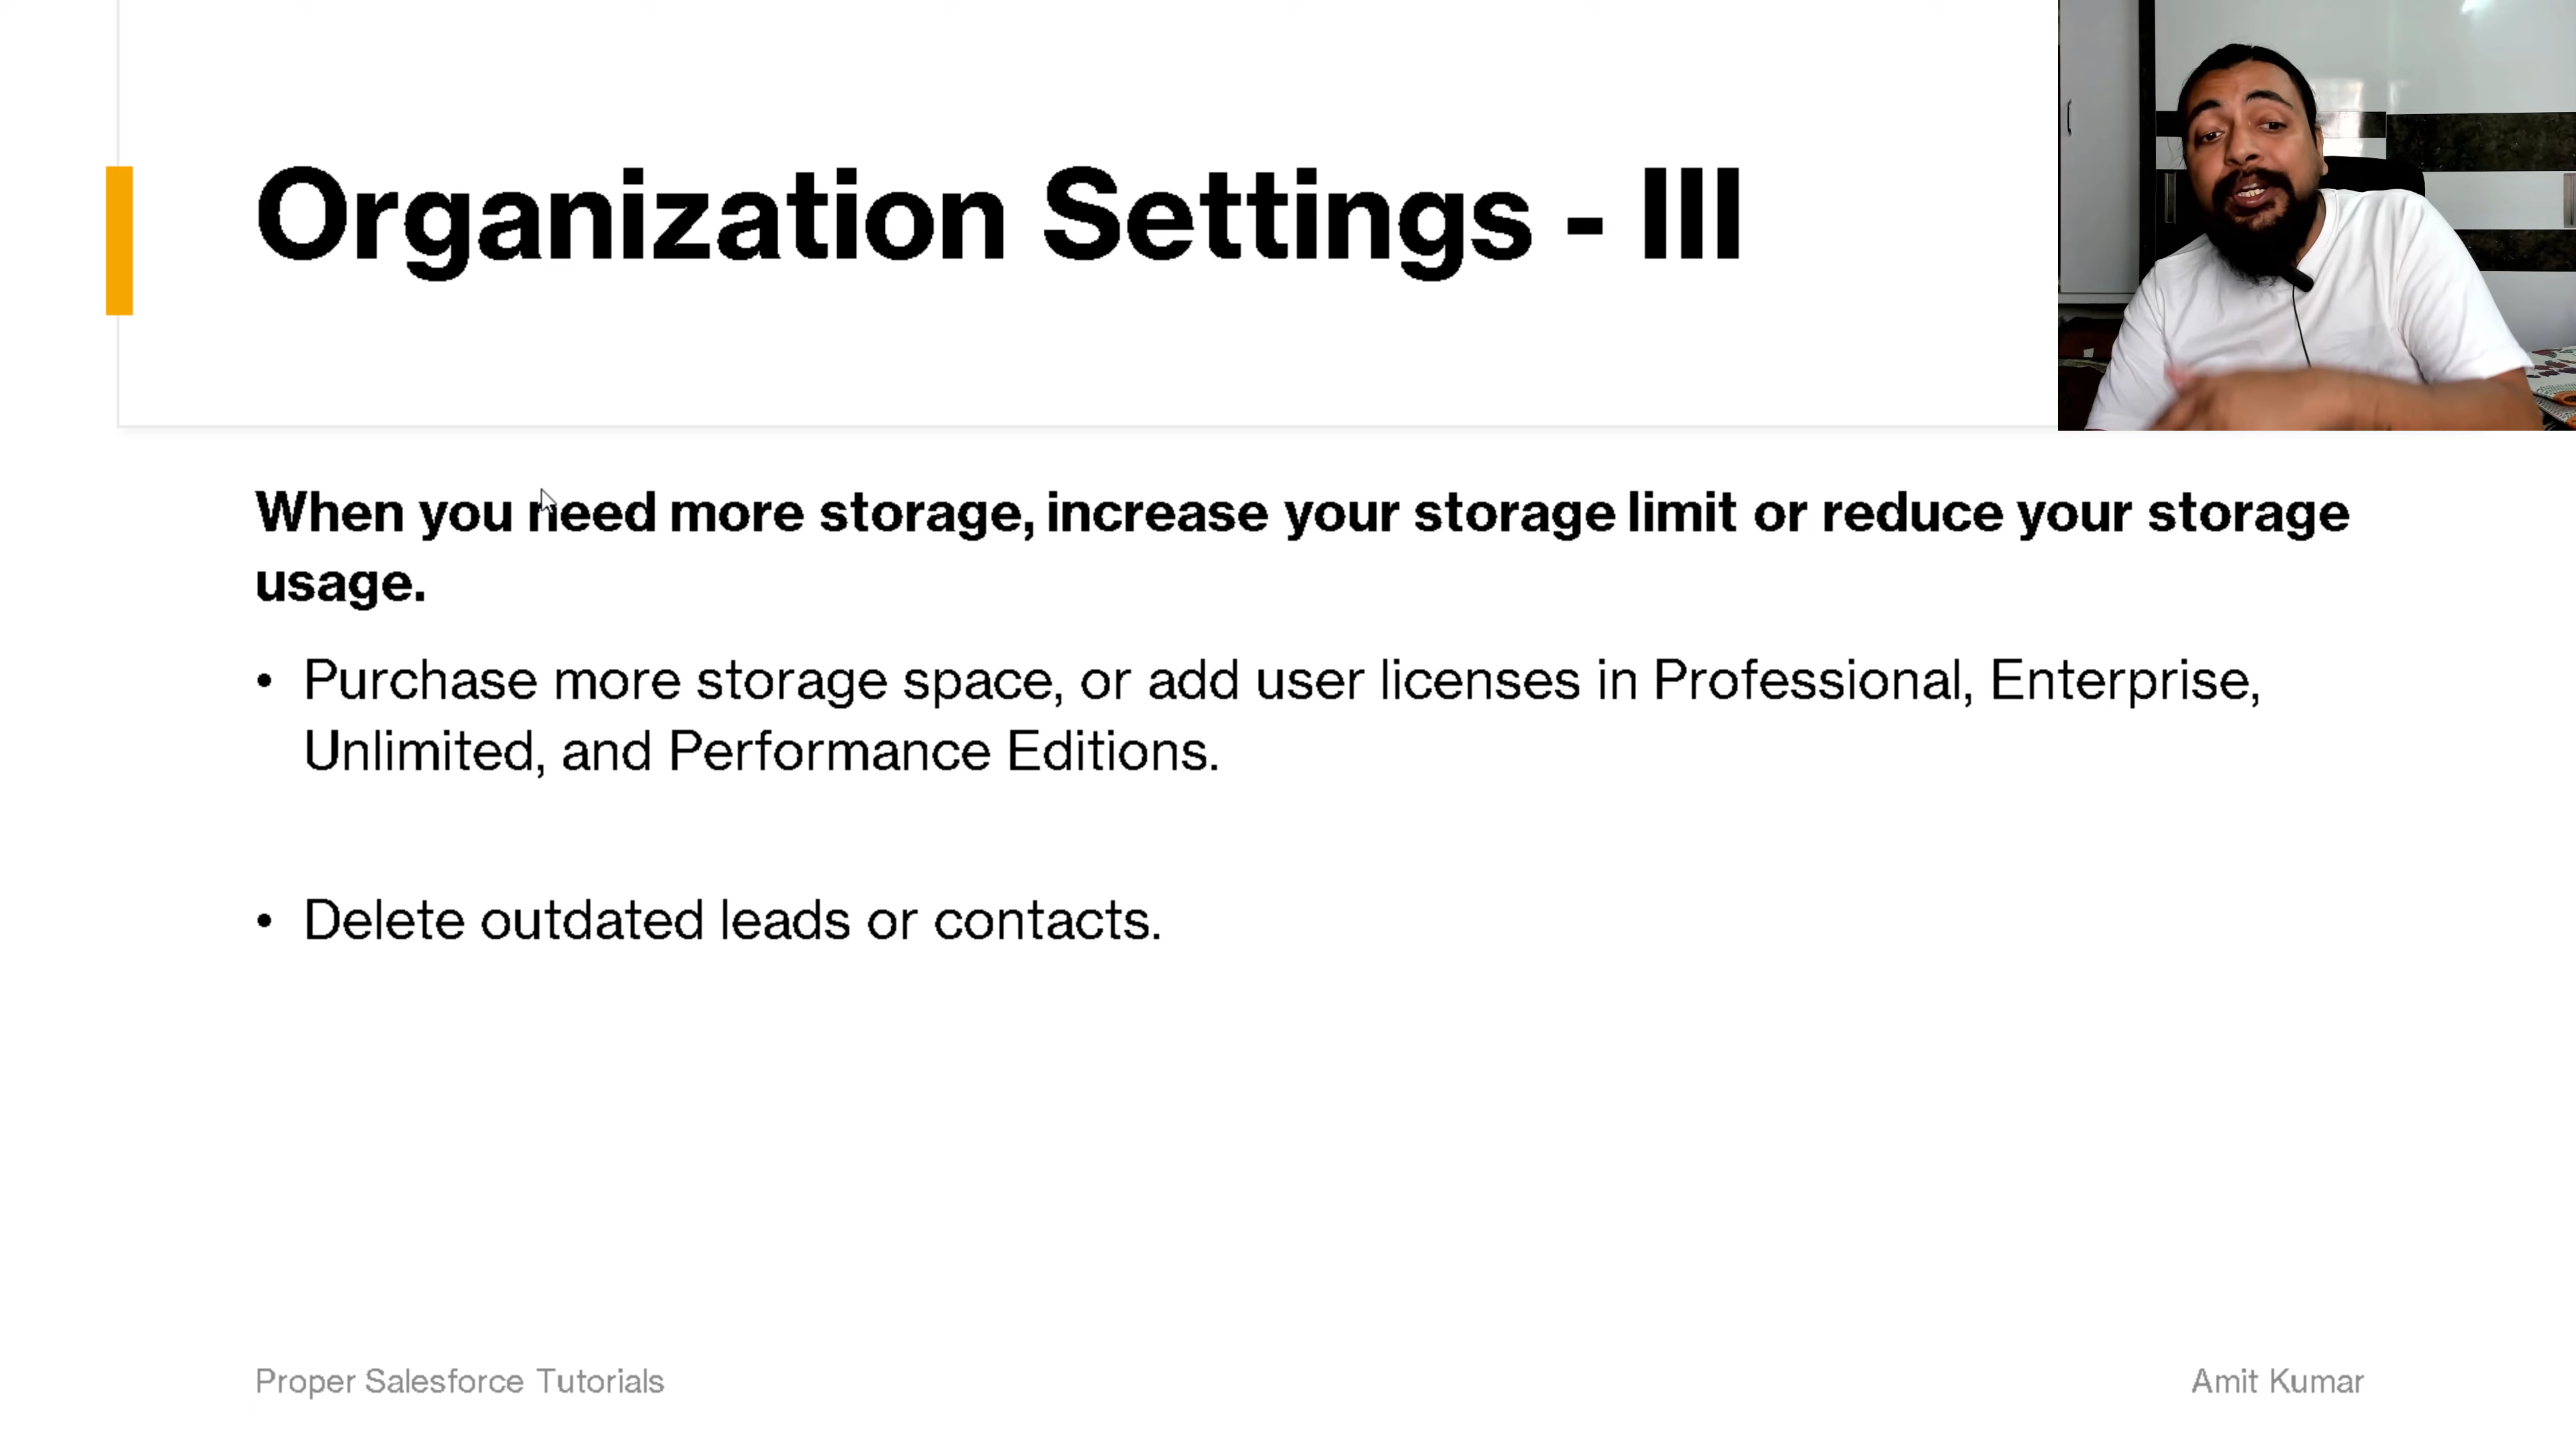 Organization Settings - III
When you need more storage, increase your storage limit or reduce your storage
usage.
• Purchase more storage space, or add user licenses in Professional, Enterprise,
Unlimited, and Performance Editions.
• Delete outdated leads or contacts.
Proper Salesforce Tutorials
Amit Kumar